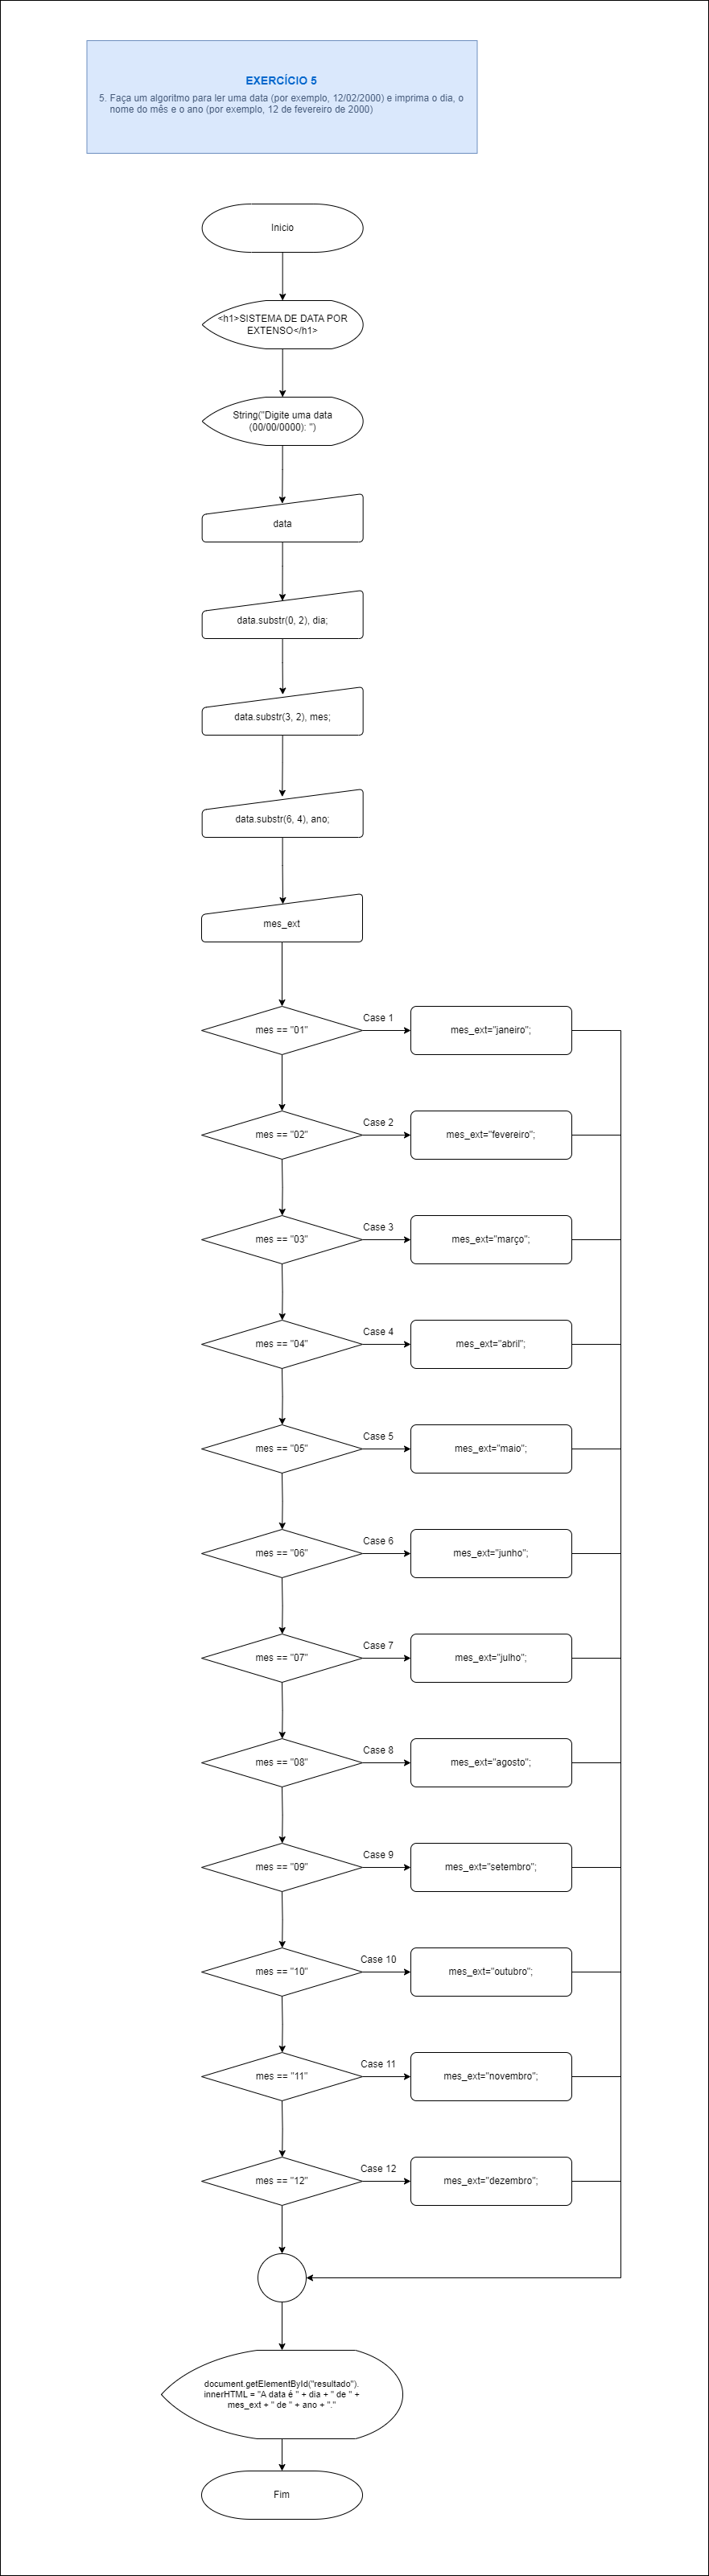 EXERCÍCIO 5
5. Faça um algoritmo para ler uma data (por exemplo, 12/02/2000) e imprima o dia, o
nome do mês e o ano (por exemplo, 12 de fevereiro de 2000)
Inicio
<h1>SISTEMA DE DATA POR
EXTENSO</h1>
String("Digite uma data
(00/00/0000): ")
data
data.substr(0, 2), dia;
data.substr(3, 2), mes;
data.substr(6, 4), ano;
mes_ext
mes == "01"
Case 1
mes_ext="janeiro";
mes == "02"
Case 2
mes_ext="fevereiro";
mes == "03"
Case 3
mes_ext="março";
mes == "04"
Case 4
mes_ext="abril";
mes == "05"
Case 5
mes_ext="maio";
mes == "06"
Case 6
mes_ext="junho";
mes == "07"
Case 7
mes_ext="julho";
mes == "08"
Case 8
mes_ext="agosto";
mes == "09"
Case 9
mes_ext="setembro";
mes == "10"
Case 10
mes_ext="outubro";
mes == "11"
Case 11
mes_ext="novembro";
mes == "12"
Case 12
mes_ext="dezembro";
document.getElementById("resultado").
innerHTML = "A data é " + dia + " de " +
mes_ext + " de " + ano + "."
Fim